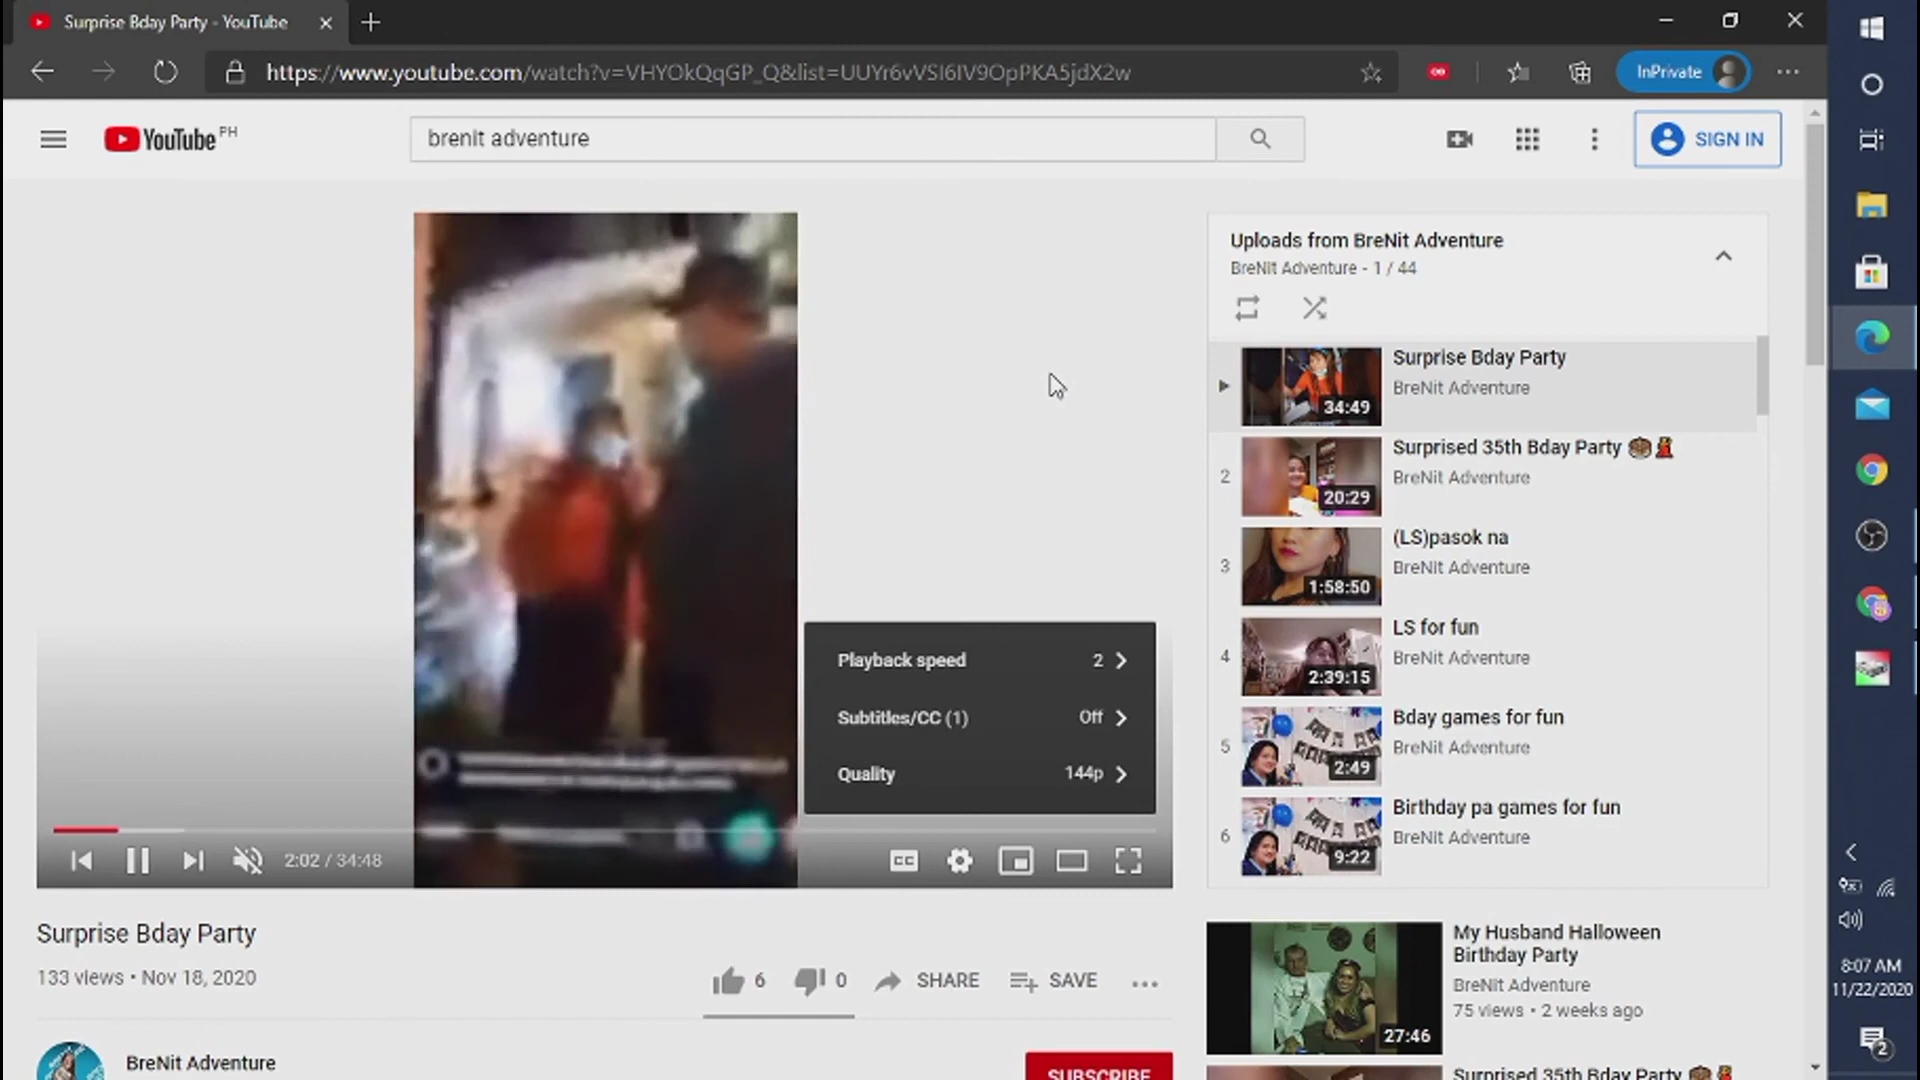 Surprise Bday Party - YouTube
https://www.youtube.com/watch?v=VHYOkQqGP_Q&list=UUYr6vVSI6IV9OpPKA5jdX2w
InPrivate
YouTube PH
brenit adventure
SIGN IN
Uploads from BreNit Adventure
BreNit Adventure - 1 / 44
Surprise Bday Party
BreNit Adventure
34:49
2
Surprised 35th Bday Party
BreNit Adventure
20:29
3
(LS)pasok na
BreNit Adventure
1:58:50
4
LS for fun
BreNit Adventure
2:39:15
5
Bday games for fun
BreNit Adventure
2:49
6
Birthday pa games for fun
BreNit Adventure
9:22
Playback speed 2
Subtitles/CC (1) Off
Quality 144p
2:02 / 34:48
CC
Surprise Bday Party
133 views • Nov 18, 2020
6 0 SHARE SAVE
BreNit Adventure
SUBSCRIBE
My Husband Halloween
Birthday Party
BreNit Adventure
75 views • 2 weeks ago
27:46
Surprised 35th Bday Party
8:07 AM
11/22/2020
2